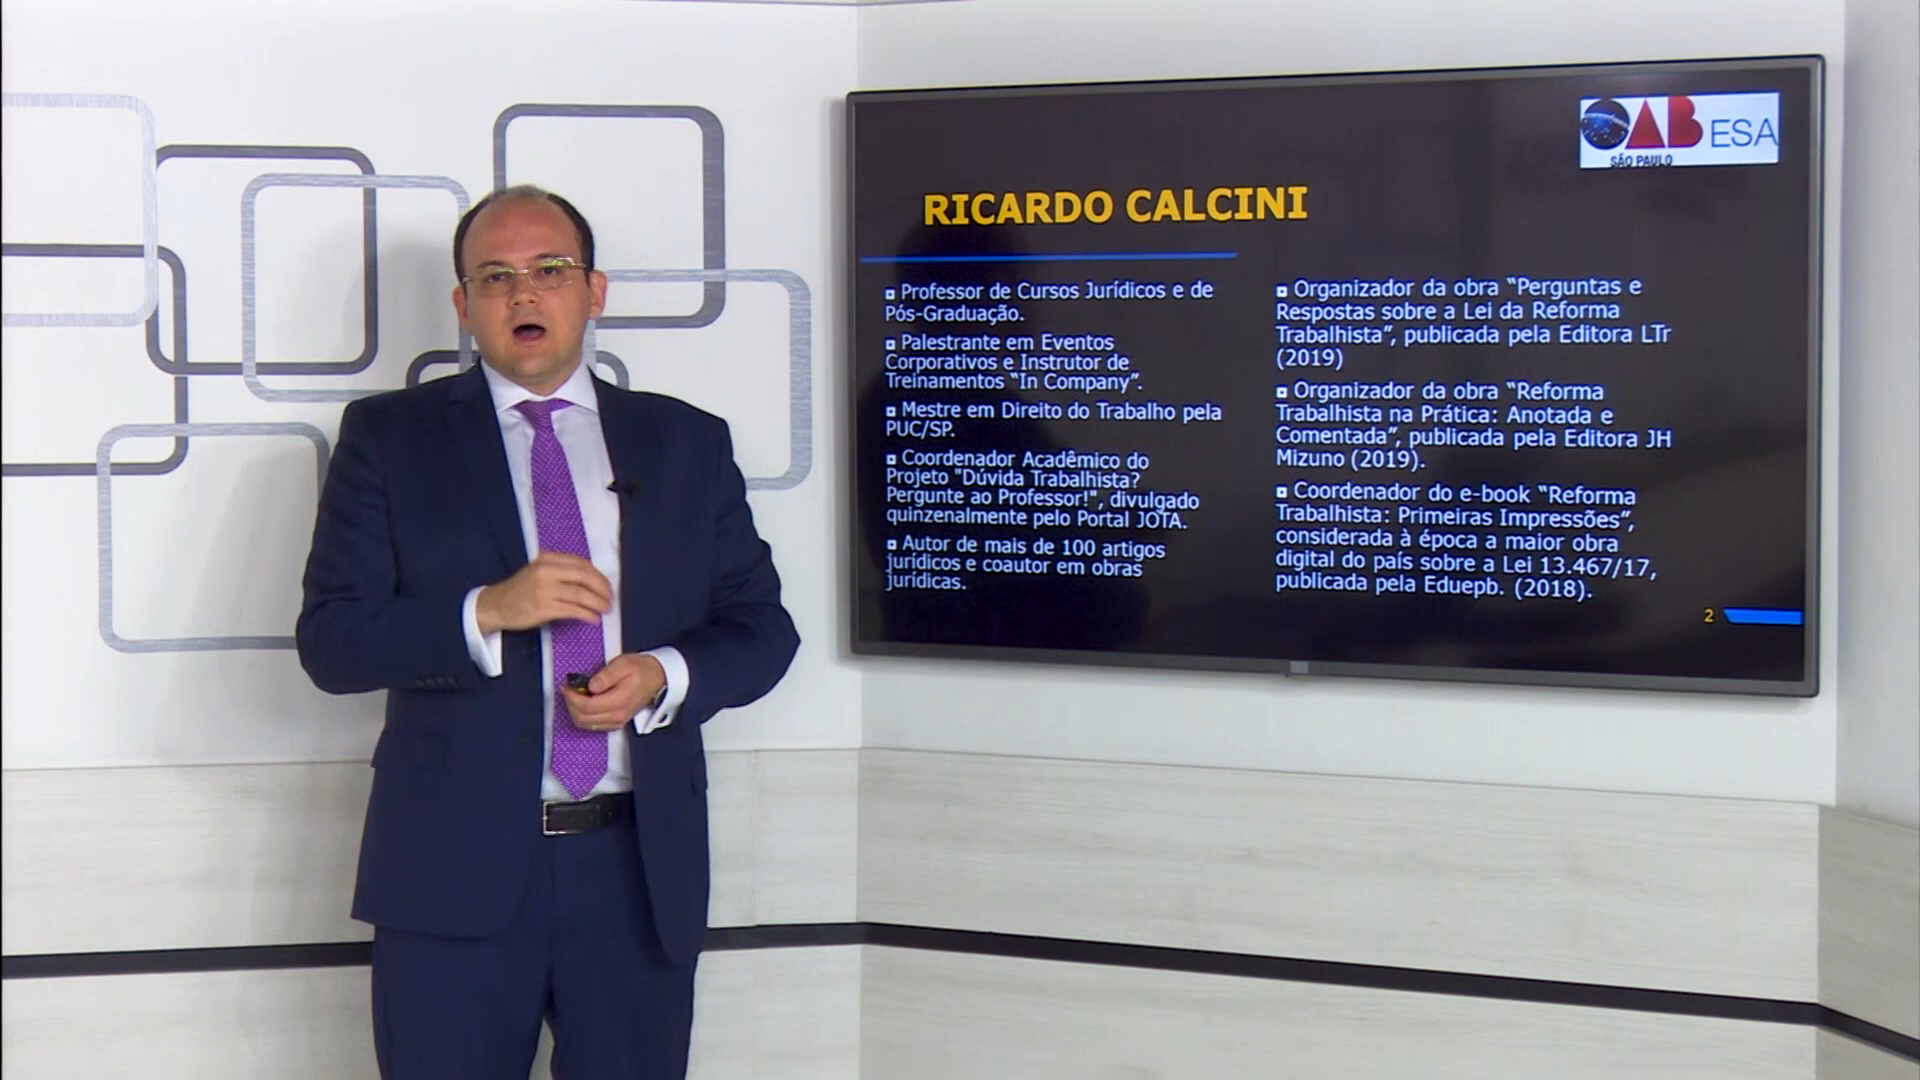 OAB ESA
SÃO PAULO
RICARDO CALCINI
Professor de Cursos Jurídicos e de
Pós-Graduação.
Palestrante em Eventos
Corporativos e Instrutor de
Treinamentos “In Company”.
Mestre em Direito do Trabalho pela
PUC/SP.
Coordenador Acadêmico do
Projeto "Dúvida Trabalhista?
Pergunte ao Professor!", divulgado
quinzenalmente pelo Portal JOTA.
Autor de mais de 100 artigos
jurídicos e coautor em obras
jurídicas.
Organizador da obra “Perguntas e
Respostas sobre a Lei da Reforma
Trabalhista”, publicada pela Editora LTr
(2019)
Organizador da obra “Reforma
Trabalhista na Prática: Anotada e
Comentada”, publicada pela Editora JH
Mizuno (2019).
Coordenador do e-book “Reforma
Trabalhista: Primeiras Impressões”,
considerada à época a maior obra
digital do país sobre a Lei 13.467/17,
publicada pela Eduepb. (2018).
2